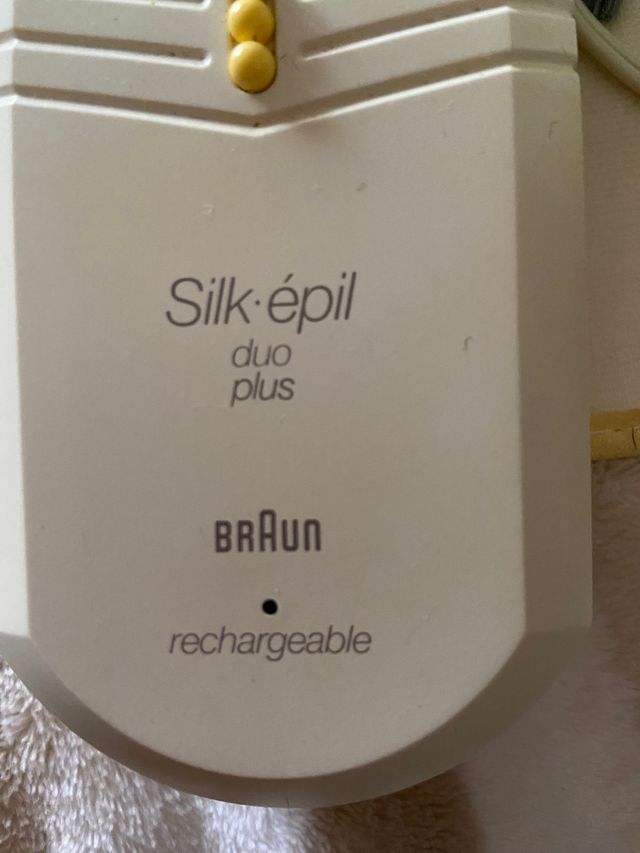 Silk·épil
duo
plus
BRAUN
rechargeable